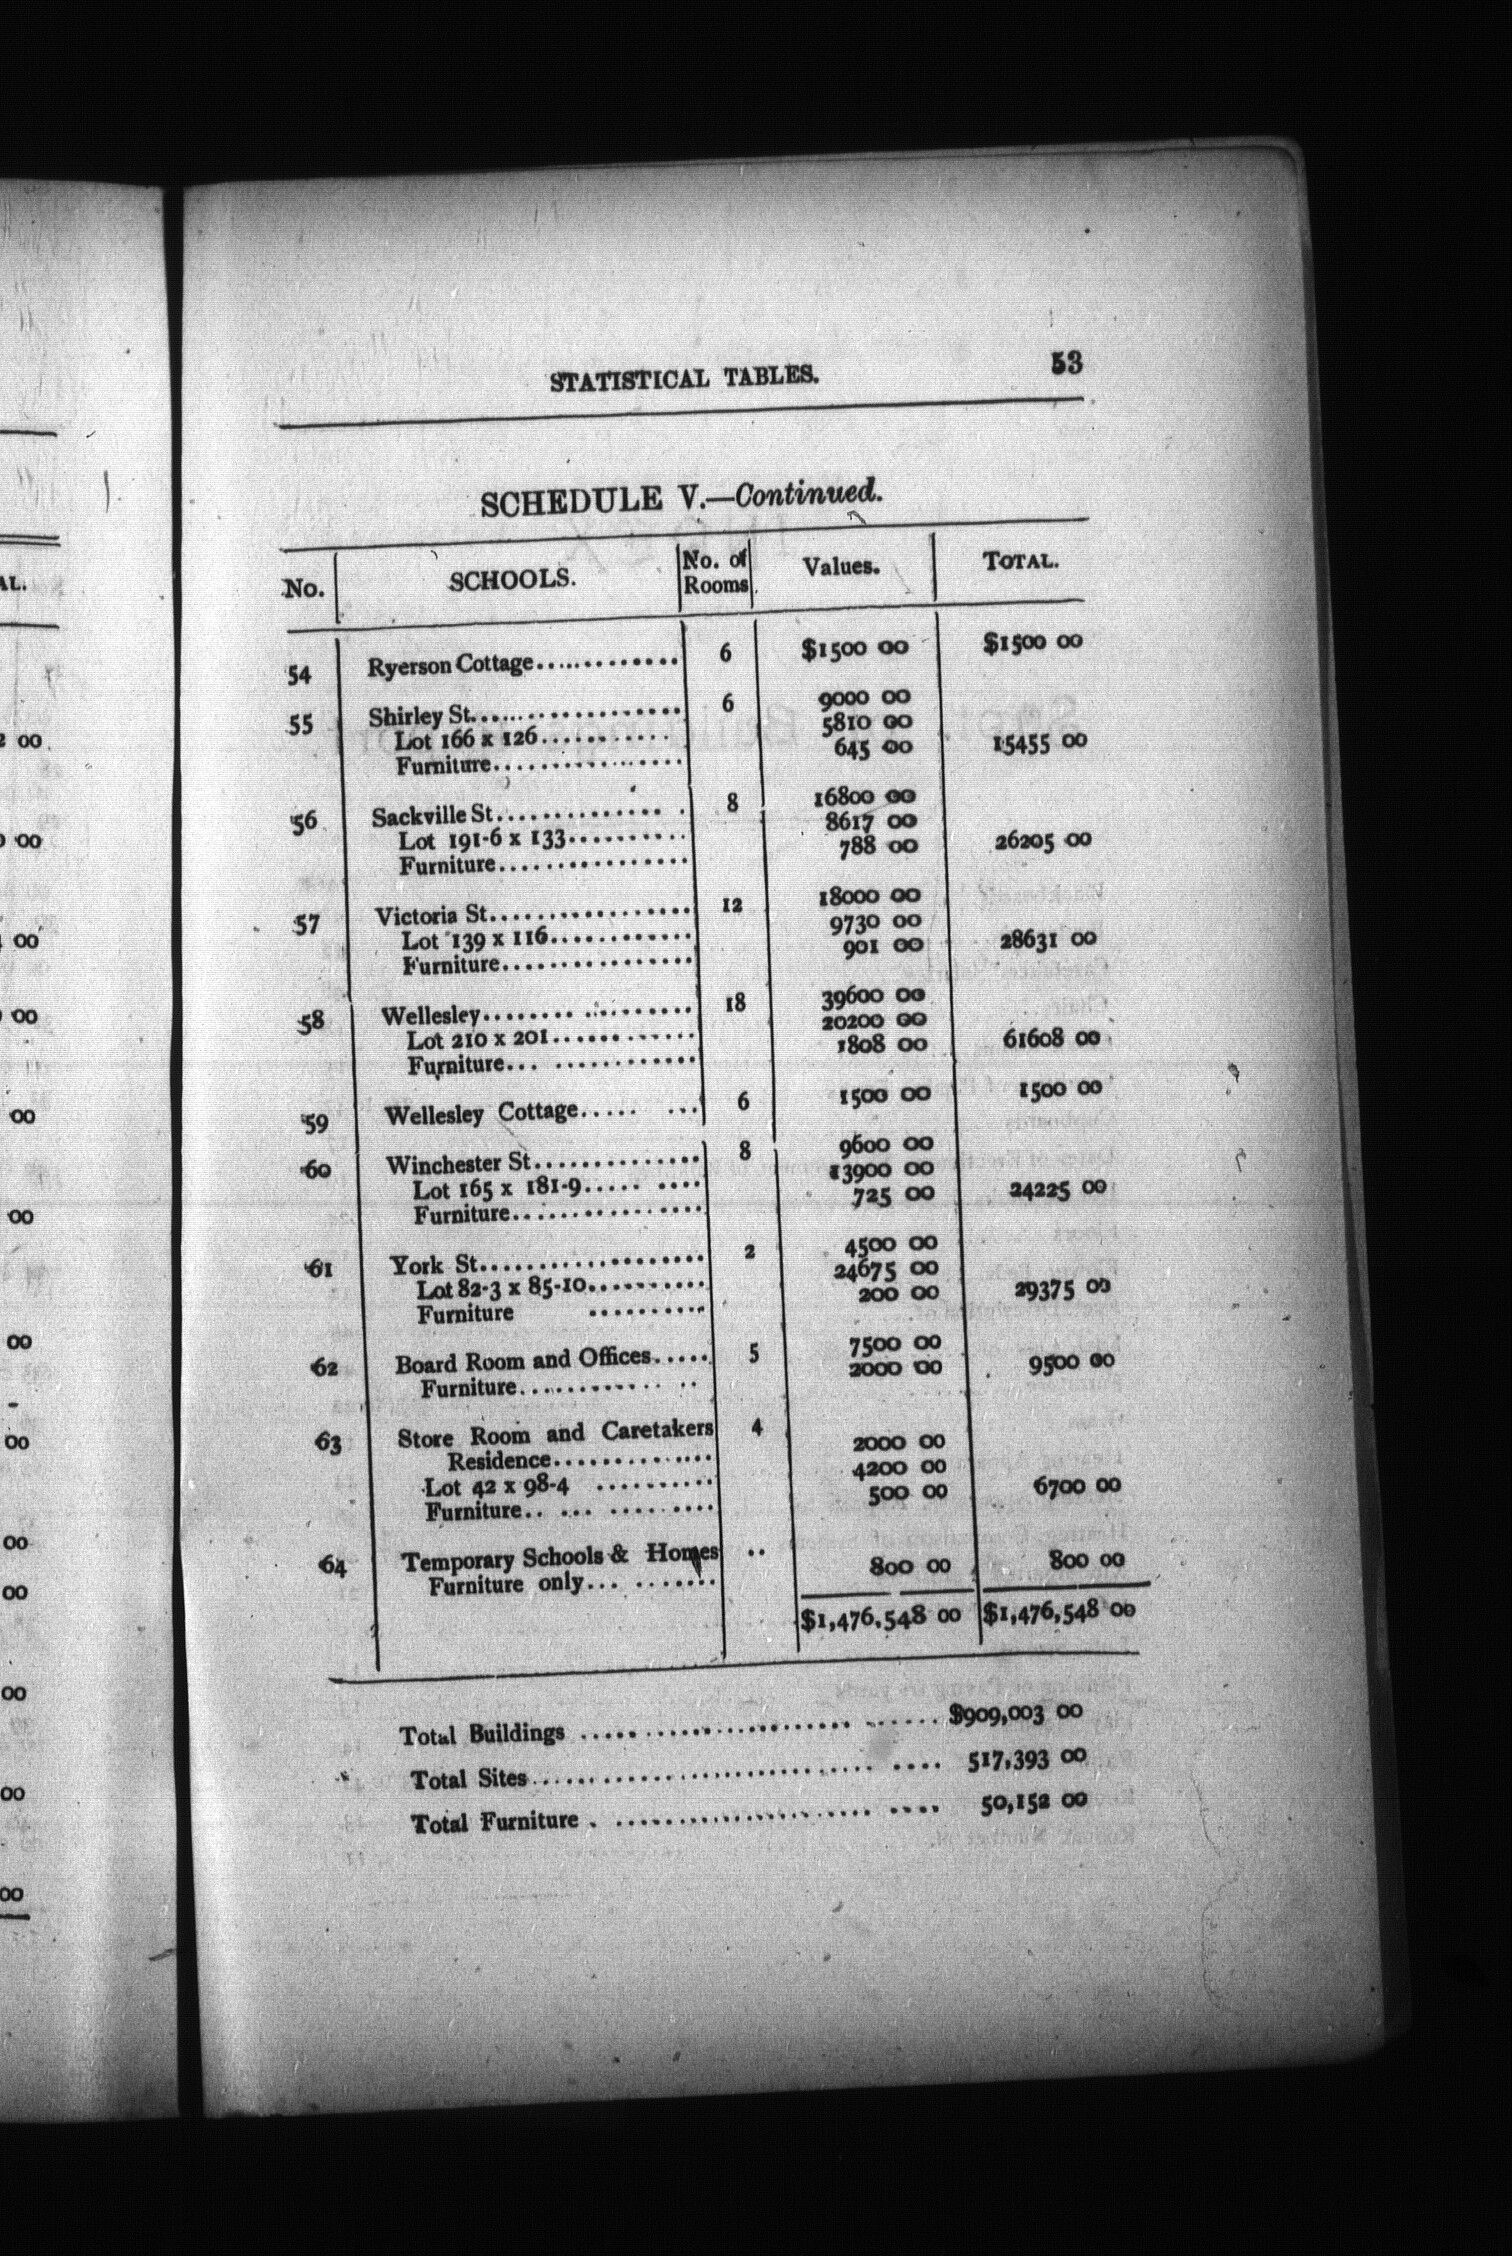 STATISTICAL TABLES. 53
SCHEDULE V.—Continued.
No. SCHOOLS. No. of Rooms Values. TOTAL.
54 Ryerson Cottage 6 $1500 00 $1500 00
55 Shirley St. 6 9000 00
Lot 166 x 126 5810 00
Furniture 645 00 15455 00
56 Sackville St 8 16800 00
Lot 191-6 x 133 8617 00
Furniture 788 00 26205 00
57 Victoria St 12 18000 00
Lot 139 x 116 9730 00
Furniture 901 00 28631 00
58 Wellesley 18 39600 00
Lot 210 x 201 20200 00
Furniture 1808 00 61608 00
59 Wellesley Cottage 6 1500 00 1500 00
60 Winchester St 8 9600 00
Lot 165 x 181-9 13900 00
Furniture 725 00 24225 00
61 York St. 2 4500 00
Lot 82-3 x 85-10 24675 00
Furniture 200 00 29375 00
62 Board Room and Offices 5 7500 00
Furniture 2000 00 9500 00
63 Store Room and Caretakers 4
Residence 2000 00
Lot 42 x 98-4 4200 00
Furniture 500 00 6700 00
64 Temporary Schools & Homes ..
Furniture only 800 00 800 00
$1,476,548 00 $1,476,548 00
Total Buildings $909,003 00
Total Sites 517,393 00
Total Furniture 50,152 00